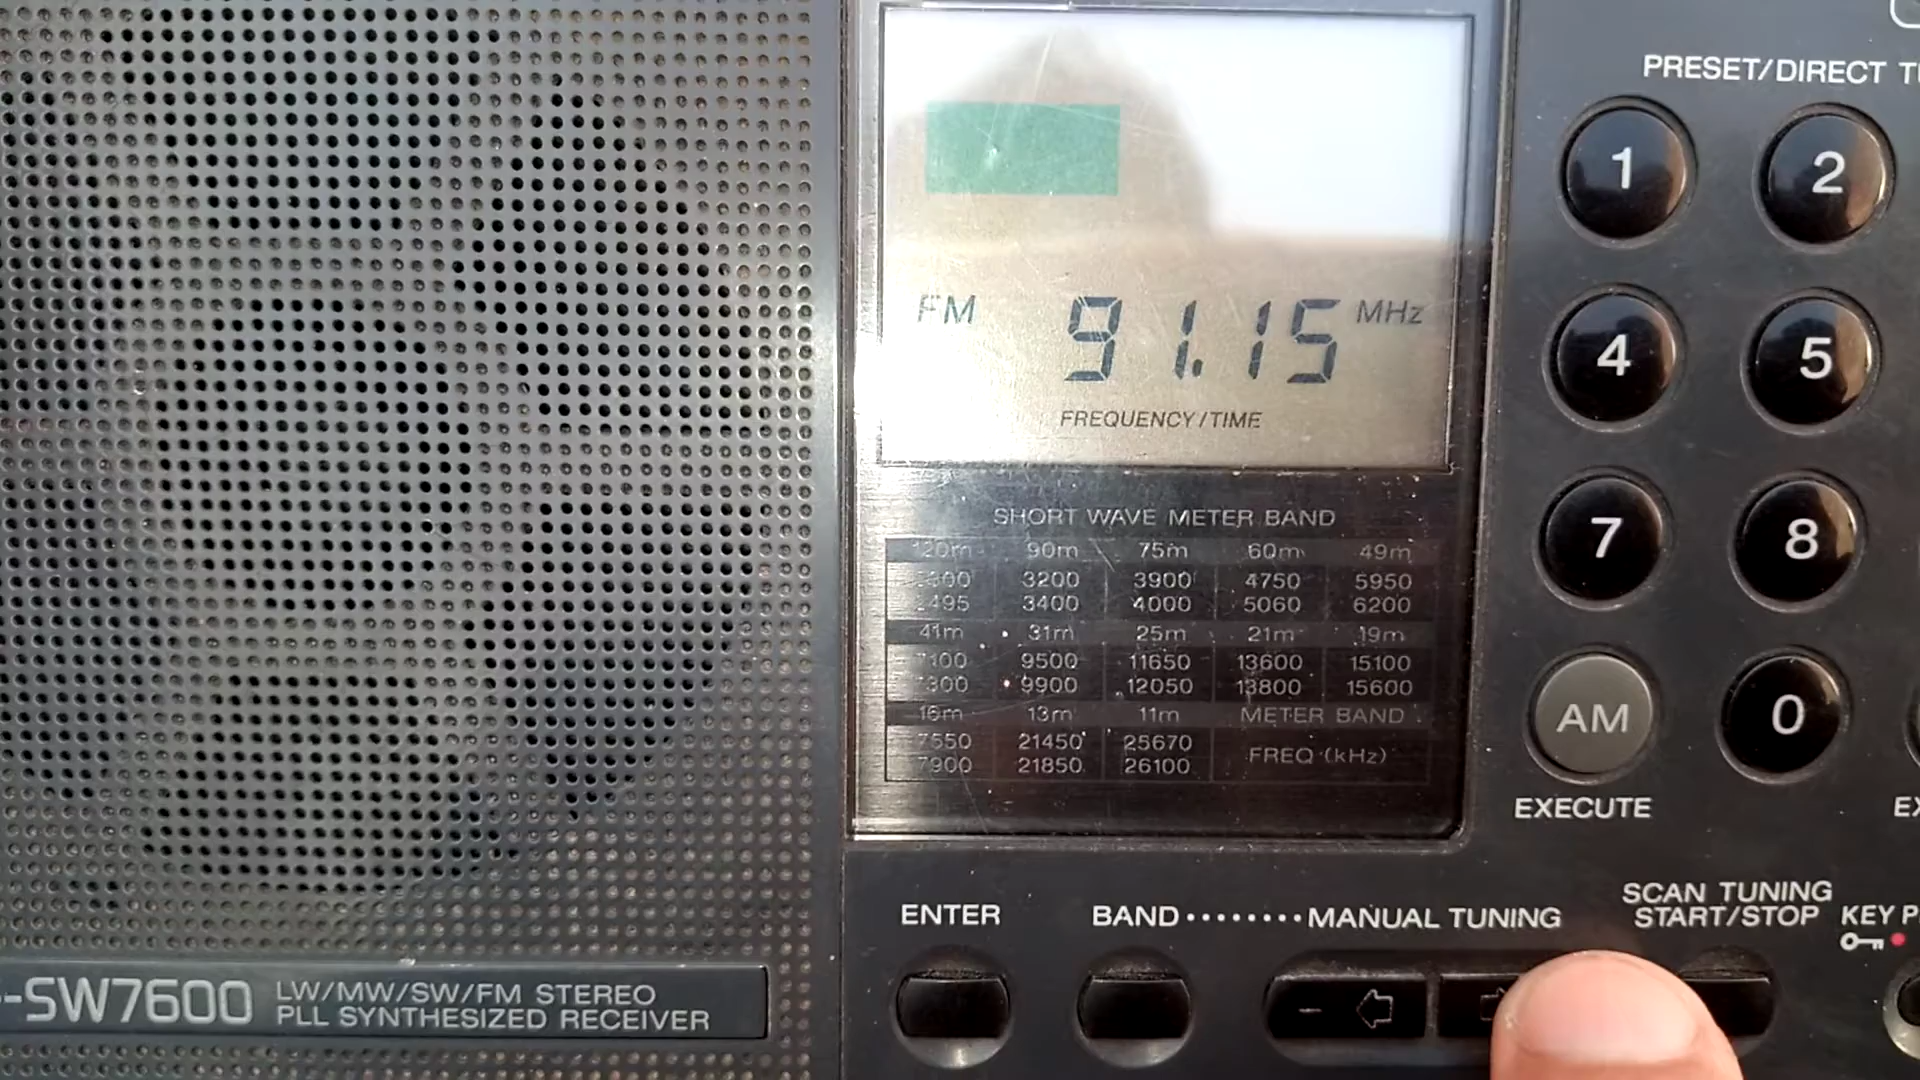 PRESET/DIRECT
1 2
FM 91.15 MHz
FREQUENCY/TIME
4 5
SHORT WAVE METER BAND
120m 90m 75m 60m 49m
3200 3900 4750 5950
3400 4000 5060 6200
7 8
41m 31m 25m 21m 19m
9500 11650 13600 15100
9900 12050 13800 15600
16m 13m 11m METER BAND
21450 25670 FREQ (kHz)
21850 26100
AM 0
EXECUTE
ENTER BAND MANUAL TUNING
SCAN TUNING
START/STOP
KEY
-SW7600
LW/MW/SW/FM STEREO
PLL SYNTHESIZED RECEIVER